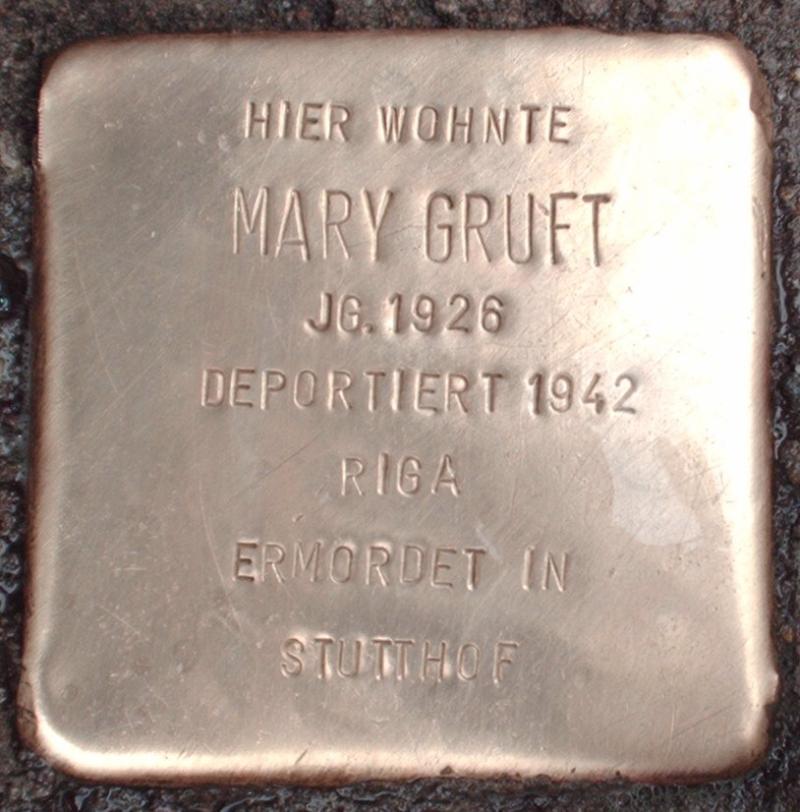 HIER WOHNTE
MARY GRUFT
JG. 1926
DEPORTIERT 1942
RIGA
ERMORDET IN
STUTTHOF